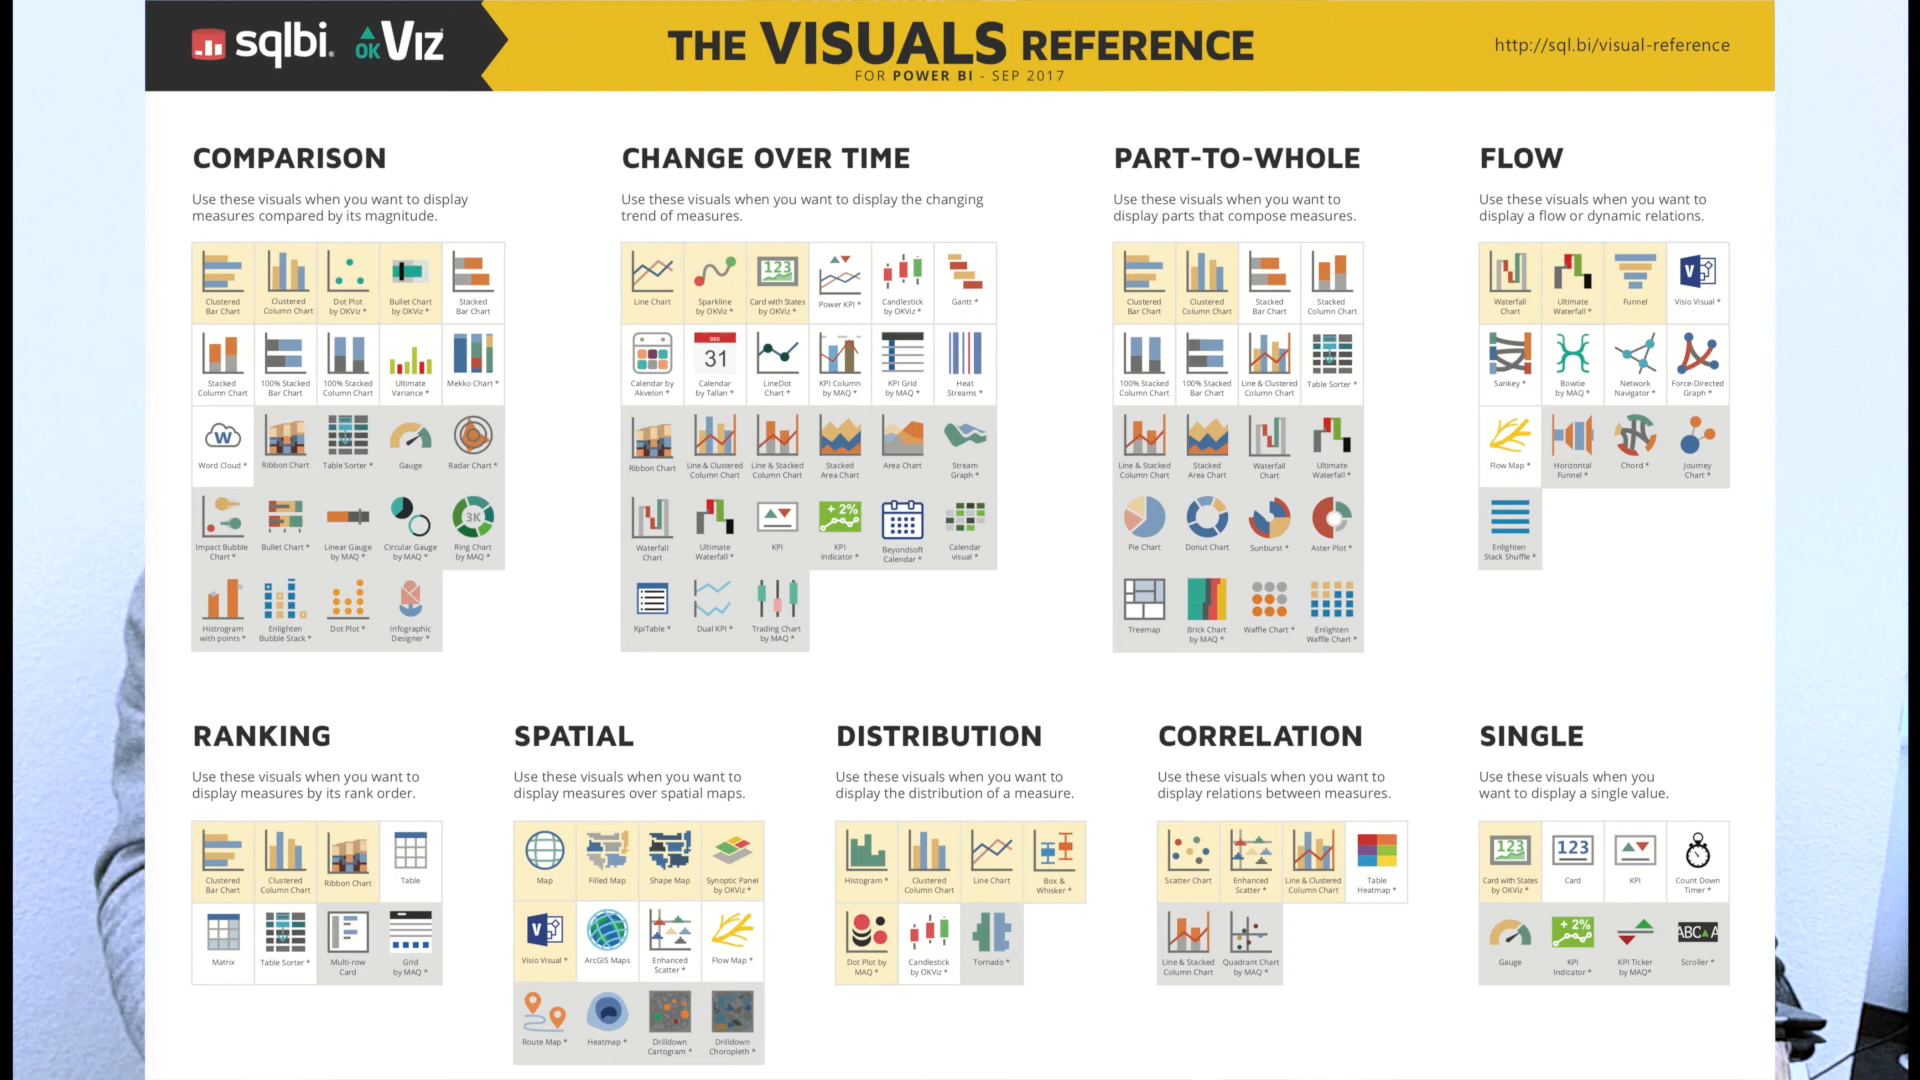 sqlbi.
OKVIZ
THE VISUALS REFERENCE
FOR POWER BI - SEP 2017
http://sql.bi/visual-reference
COMPARISON
Use these visuals when you want to display
measures compared by its magnitude.
Clustered
Bar Chart
Clustered
Column Chart
Dot Plot
by OKViz *
Bullet Chart
by OKViz *
Stacked
Bar Chart
Stacked
Column Chart
100% Stacked
Bar Chart
100% Stacked
Column Chart
Ultimate
Variance *
Mekko Chart *
W
Word Cloud *
Ribbon Chart
Table Sorter *
Gauge
Radar Chart *
Impact Bubble
Chart *
Bullet Chart *
Linear Gauge
by MAQ *
Circular Gauge
by MAQ *
3K
Ring Chart
by MAQ *
Histrogram
with points *
Enlighten
Bubble Stack *
Dot Plot *
Infographic
Designer *
CHANGE OVER TIME
Use these visuals when you want to display the changing
trend of measures.
Line Chart
Sparkline
by OKViz *
123
Card with States
by OKViz *
Power KPI *
Candlestick
by OKViz *
Gantt *
Calendar by
Akvelon *
DEC
31
Calendar
by Tallan *
LineDot
Chart *
KPI Column
by MAQ *
KPI Grid
by MAQ *
Heat
Streams *
Ribbon Chart
Line & Clustered
Column Chart
Line & Stacked
Column Chart
Stacked
Area Chart
Area Chart
Stream
Graph *
Waterfall
Chart
Ultimate
Waterfall *
KPI
+ 2%
KPI
Indicator *
Beyondsoft
Calendar *
Calendar
visual *
KpiTable *
Dual KPI *
Trading Chart
by MAQ *
PART-TO-WHOLE
Use these visuals when you want to
display parts that compose measures.
Clustered
Bar Chart
Clustered
Column Chart
Stacked
Bar Chart
Stacked
Column Chart
100% Stacked
Column Chart
100% Stacked
Bar Chart
Line & Clustered
Column Chart
Table Sorter *
Line & Stacked
Column Chart
Stacked
Area Chart
Waterfall
Chart
Ultimate
Waterfall *
Pie Chart
Donut Chart
Sunburst *
Aster Plot *
Treemap
Brick Chart
by MAQ *
Waffle Chart *
Enlighten
Waffle Chart *
FLOW
Use these visuals when you want to
display a flow or dynamic relations.
Waterfall
Chart
Ultimate
Waterfall *
Funnel
V
Visio Visual *
Sankey *
Bowtie
by MAQ *
Network
Navigator *
Force-Directed
Graph *
Flow Map *
Horizontal
Funnel *
Chord *
Journey
Chart *
Enlighten
Stack Shuffle *
RANKING
Use these visuals when you want to
display measures by its rank order.
Clustered
Bar Chart
Clustered
Column Chart
Ribbon Chart
Table
Matrix
Table Sorter *
Multi-row
Card
Grid
by MAQ *
SPATIAL
Use these visuals when you want to
display measures over spatial maps.
Map
Filled Map
Shape Map
Synoptic Panel
by OKViz *
V
Visio Visual *
ArcGIS Maps
Enhanced
Scatter *
Flow Map *
Route Map *
Heatmap *
Drilldown
Cartogram *
Drilldown
Choropleth *
DISTRIBUTION
Use these visuals when you want to
display the distribution of a measure.
Histogram *
Clustered
Column Chart
Line Chart
Box &
Whisker *
Dot Plot by
MAQ *
Candlestick
by OKViz *
Tornado *
CORRELATION
Use these visuals when you want to
display relations between measures.
Scatter Chart
Enhanced
Scatter *
Line & Clustered
Column Chart
Table
Heatmap *
Line & Stacked
Column Chart
Quadrant Chart
by MAQ *
SINGLE
Use these visuals when you
want to display a single value.
123
Card with States
by OKViz *
123
Card
KPI
Count Down
Timer *
Gauge
+ 2%
KPI
Indicator *
KPI Ticker
by MAQ*
ABC▲A
Scroller *